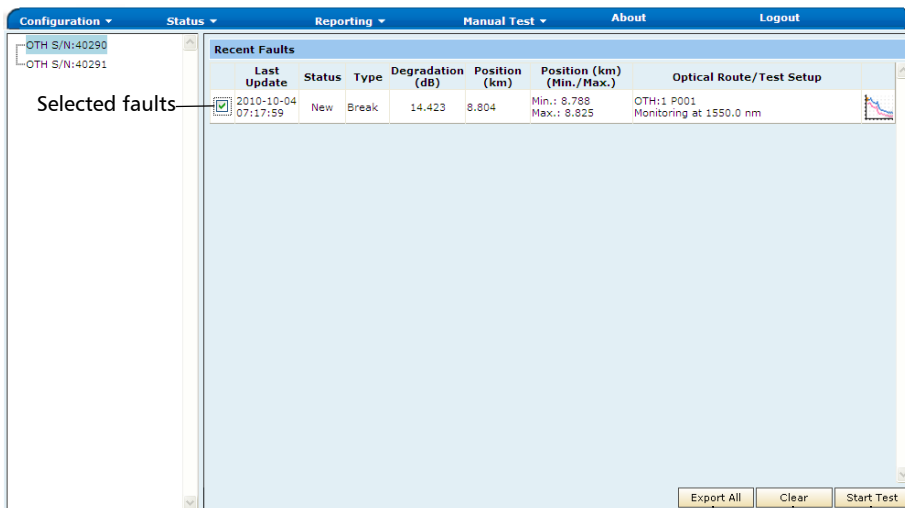 Configuration Status Reporting Manual Test About Logout
OTH S/N:40290
OTH S/N:40291
Selected faults
Recent Faults
Last Update Status Type Degradation (dB) Position (km) Position (km) (Min./Max.) Optical Route/Test Setup
2010-10-04 07:17:59 New Break 14.423 8.804 Min.: 8.788 Max.: 8.825 OTH:1 P001 Monitoring at 1550.0 nm
Export All Clear Start Test